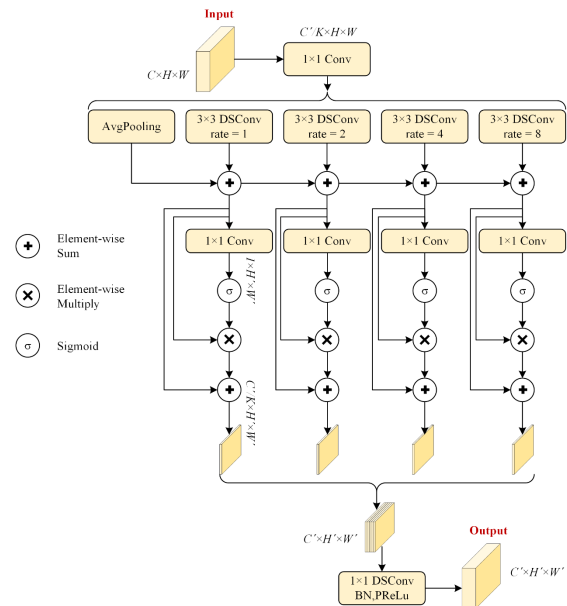 Input
C′⁄K×H×W
C×H×W
1×1 Conv
AvgPooling
3×3 DSConv
rate = 1
3×3 DSConv
rate = 2
3×3 DSConv
rate = 4
3×3 DSConv
rate = 8
Element-wise
Sum
Element-wise
Multiply
σ
Sigmoid
1×1 Conv
1×1 Conv
1×1 Conv
1×1 Conv
1×H′×W′
σ
σ
σ
σ
C′⁄K×H′×W′
C′×H′×W′
1×1 DSConv
BN,PReLu
Output
C′×H′×W′